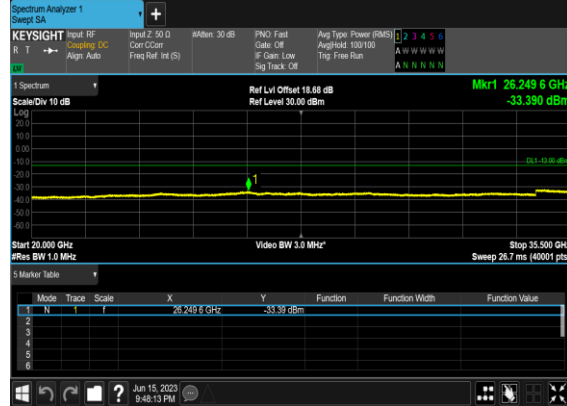 Spectrum Analyzer 1
Swept SA
KEYSIGHT Input: RF Input Z: 50 Ω #Atten: 30 dB PNO: Fast Avg Type: Power (RMS) 1 2 3 4 5 6
R T Coupling: DC Corr CCorr Gate: Off Avg|Hold: 100/100 A W W W W W
Align: Auto Freq Ref: Int (S) IF Gain: Low Trig: Free Run
Sig Track: Off A N N N N N
1 Spectrum Ref Lvl Offset 18.68 dB Mkr1 26.249 6 GHz
Scale/Div 10 dB Ref Level 30.00 dBm -33.390 dBm
Log
20.0
10.0
0.00
-10.0 DL1 -13.00 dBm
-20.0 1
-30.0
-40.0
-50.0
-60.0
Start 20.000 GHz Video BW 3.0 MHz* Stop 35.500 GHz
#Res BW 1.0 MHz Sweep 26.7 ms (40001 pts)
5 Marker Table
Mode Trace Scale X Y Function Function Width Function Value
1 N 1 f 26.249 6 GHz -33.39 dBm
2
3
4
5
6
? Jun 15, 2023
9:48:13 PM